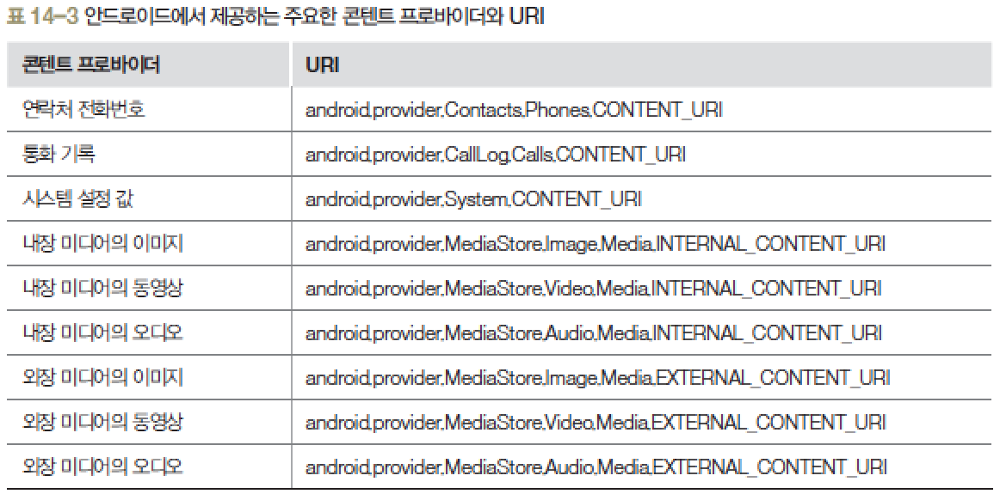 표 14-3 안드로이드에서 제공하는 주요한 콘텐트 프로바이더와 URI
콘텐트 프로바이더 URI
연락처 전화번호 android.provider.Contacts.Phones.CONTENT_URI
통화 기록 android.provider.CallLog.Calls.CONTENT_URI
시스템 설정 값 android.provider.System.CONTENT_URI
내장 미디어의 이미지 android.provider.MediaStore.Image.Media.INTERNAL_CONTENT_URI
내장 미디어의 동영상 android.provider.MediaStore.Video.Media.INTERNAL_CONTENT_URI
내장 미디어의 오디오 android.provider.MediaStore.Audio.Media.INTERNAL_CONTENT_URI
외장 미디어의 이미지 android.provider.MediaStore.Image.Media.EXTERNAL_CONTENT_URI
외장 미디어의 동영상 android.provider.MediaStore.Video.Media.EXTERNAL_CONTENT_URI
외장 미디어의 오디오 android.provider.MediaStore.Audio.Media.EXTERNAL_CONTENT_URI